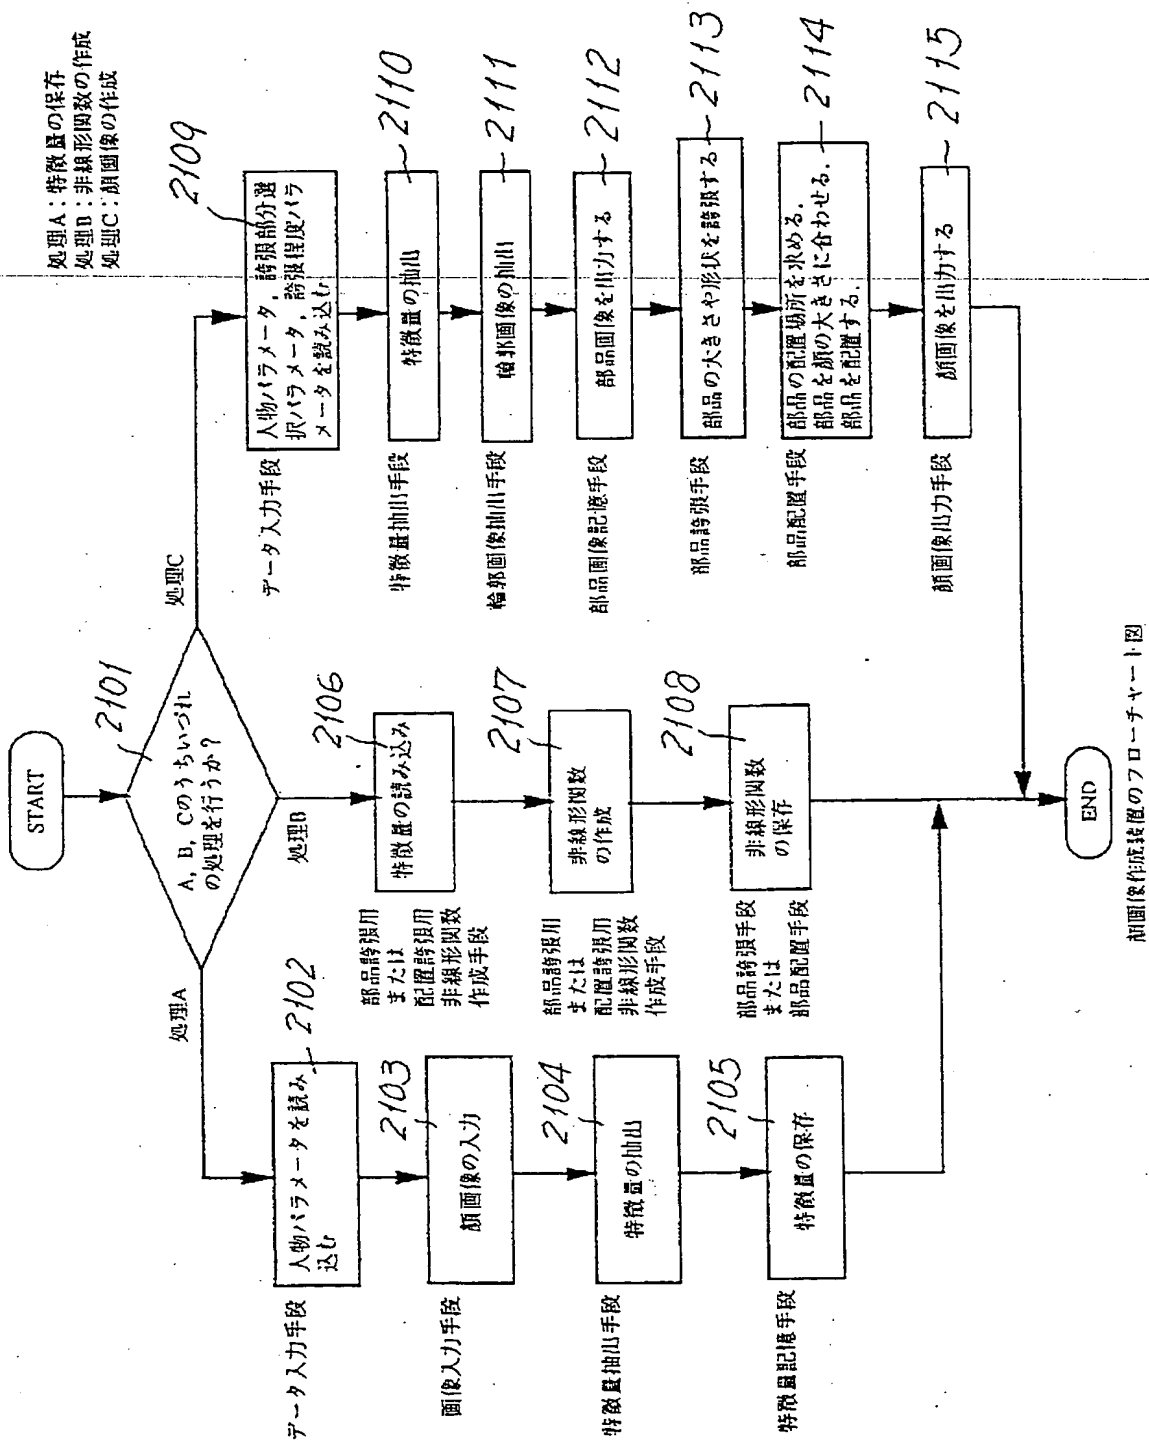 処理A：特徴量の保存
処理B：非線形関数の作成
処理C：顔画像の作成
START
2101
A, B, Cのうちいづれ
の処理を行うか？
処理A
処理B
処理C
データ入力手段
2102
人物パラメータを読み
込む
画像入力手段
2103
顔画像の入力
特徴量抽出手段
2104
特徴量の抽出
特徴量記憶手段
2105
特徴量の保存
部品誇張用
または
配置誇張用
非線形関数
作成手段
2106
特徴量の読み込み
部品誇張用
または
配置誇張用
非線形関数
作成手段
2107
非線形関数
の作成
部品誇張手段
または
部品配置手段
2108
非線形関数
の保存
データ入力手段
2109
人物パラメータ，誇張部分選
択パラメータ，誇張程度パラ
メータを読み込む
特徴量抽出手段
2110
特徴量の抽出
輪郭画像抽出手段
2111
輪郭画像の抽出
部品画像記憶手段
2112
部品画像を出力する
部品誇張手段
2113
部品の大きさや形状を誇張する
部品配置手段
2114
部品の配置場所を求める．
部品を顔の大きさに合わせる．
部品を配置する．
顔画像出力手段
2115
顔画像を出力する
END
顔画像作成装置のフローチャート図